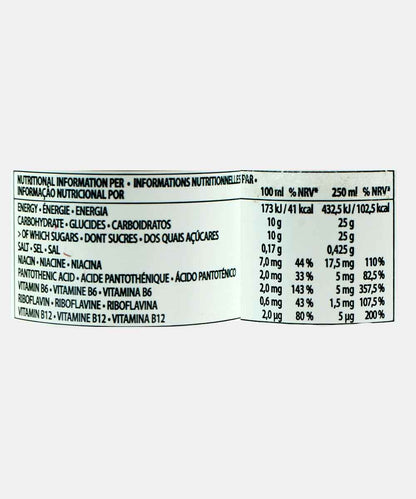 NUTRITIONAL INFORMATION PER • INFORMATIONS NUTRITIONNELLES PAR •
INFORMAÇÃO NUTRICIONAL POR 100 ml % NRV* 250 ml % NRV*
ENERGY • ÉNERGIE • ENERGIA 173 kJ / 41 kcal 432,5 kJ / 102,5 kcal
CARBOHYDRATE • GLUCIDES • CARBOIDRATOS 10 g 25 g
> OF WHICH SUGARS • DONT SUCRES • DOS QUAIS AÇÚCARES 10 g 25 g
SALT • SEL • SAL 0,17 g 0,425 g
NIACIN • NIACINE • NIACINA 7,0 mg 44 % 17,5 mg 110 %
PANTOTHENIC ACID • ACIDE PANTOTHÉNIQUE • ÁCIDO PANTOTÉNICO 2,0 mg 33 % 5 mg 82,5 %
VITAMIN B6 • VITAMINE B6 • VITAMINA B6 2,0 mg 143 % 5 mg 357,5 %
RIBOFLAVIN • RIBOFLAVINE • RIBOFLAVINA 0,6 mg 43 % 1,5 mg 107,5 %
VITAMIN B12 • VITAMINE B12 • VITAMINA B12 2,0 µg 80 % 5 µg 200 %